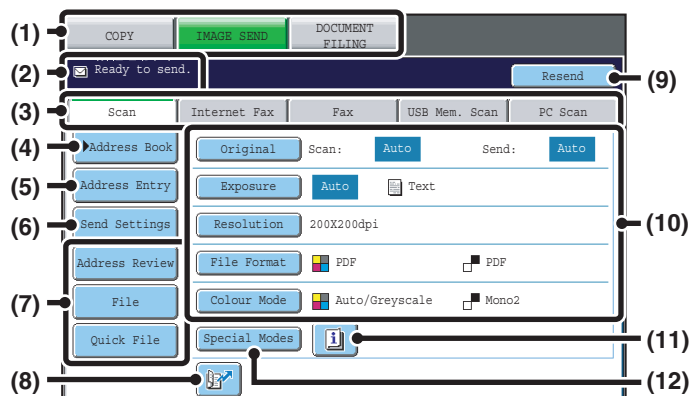 (1) COPY IMAGE SEND DOCUMENT FILING
(2) Ready to send. Resend (9)
(3) Scan Internet Fax Fax USB Mem. Scan PC Scan
(4) Address Book Original Scan: Auto Send: Auto
(5) Address Entry Exposure Auto Text
(6) Send Settings Resolution 200X200dpi (10)
Address Review File Format PDF PDF
(7) File Colour Mode Auto/Greyscale Mono2
Quick File Special Modes (11)
(8) (12)